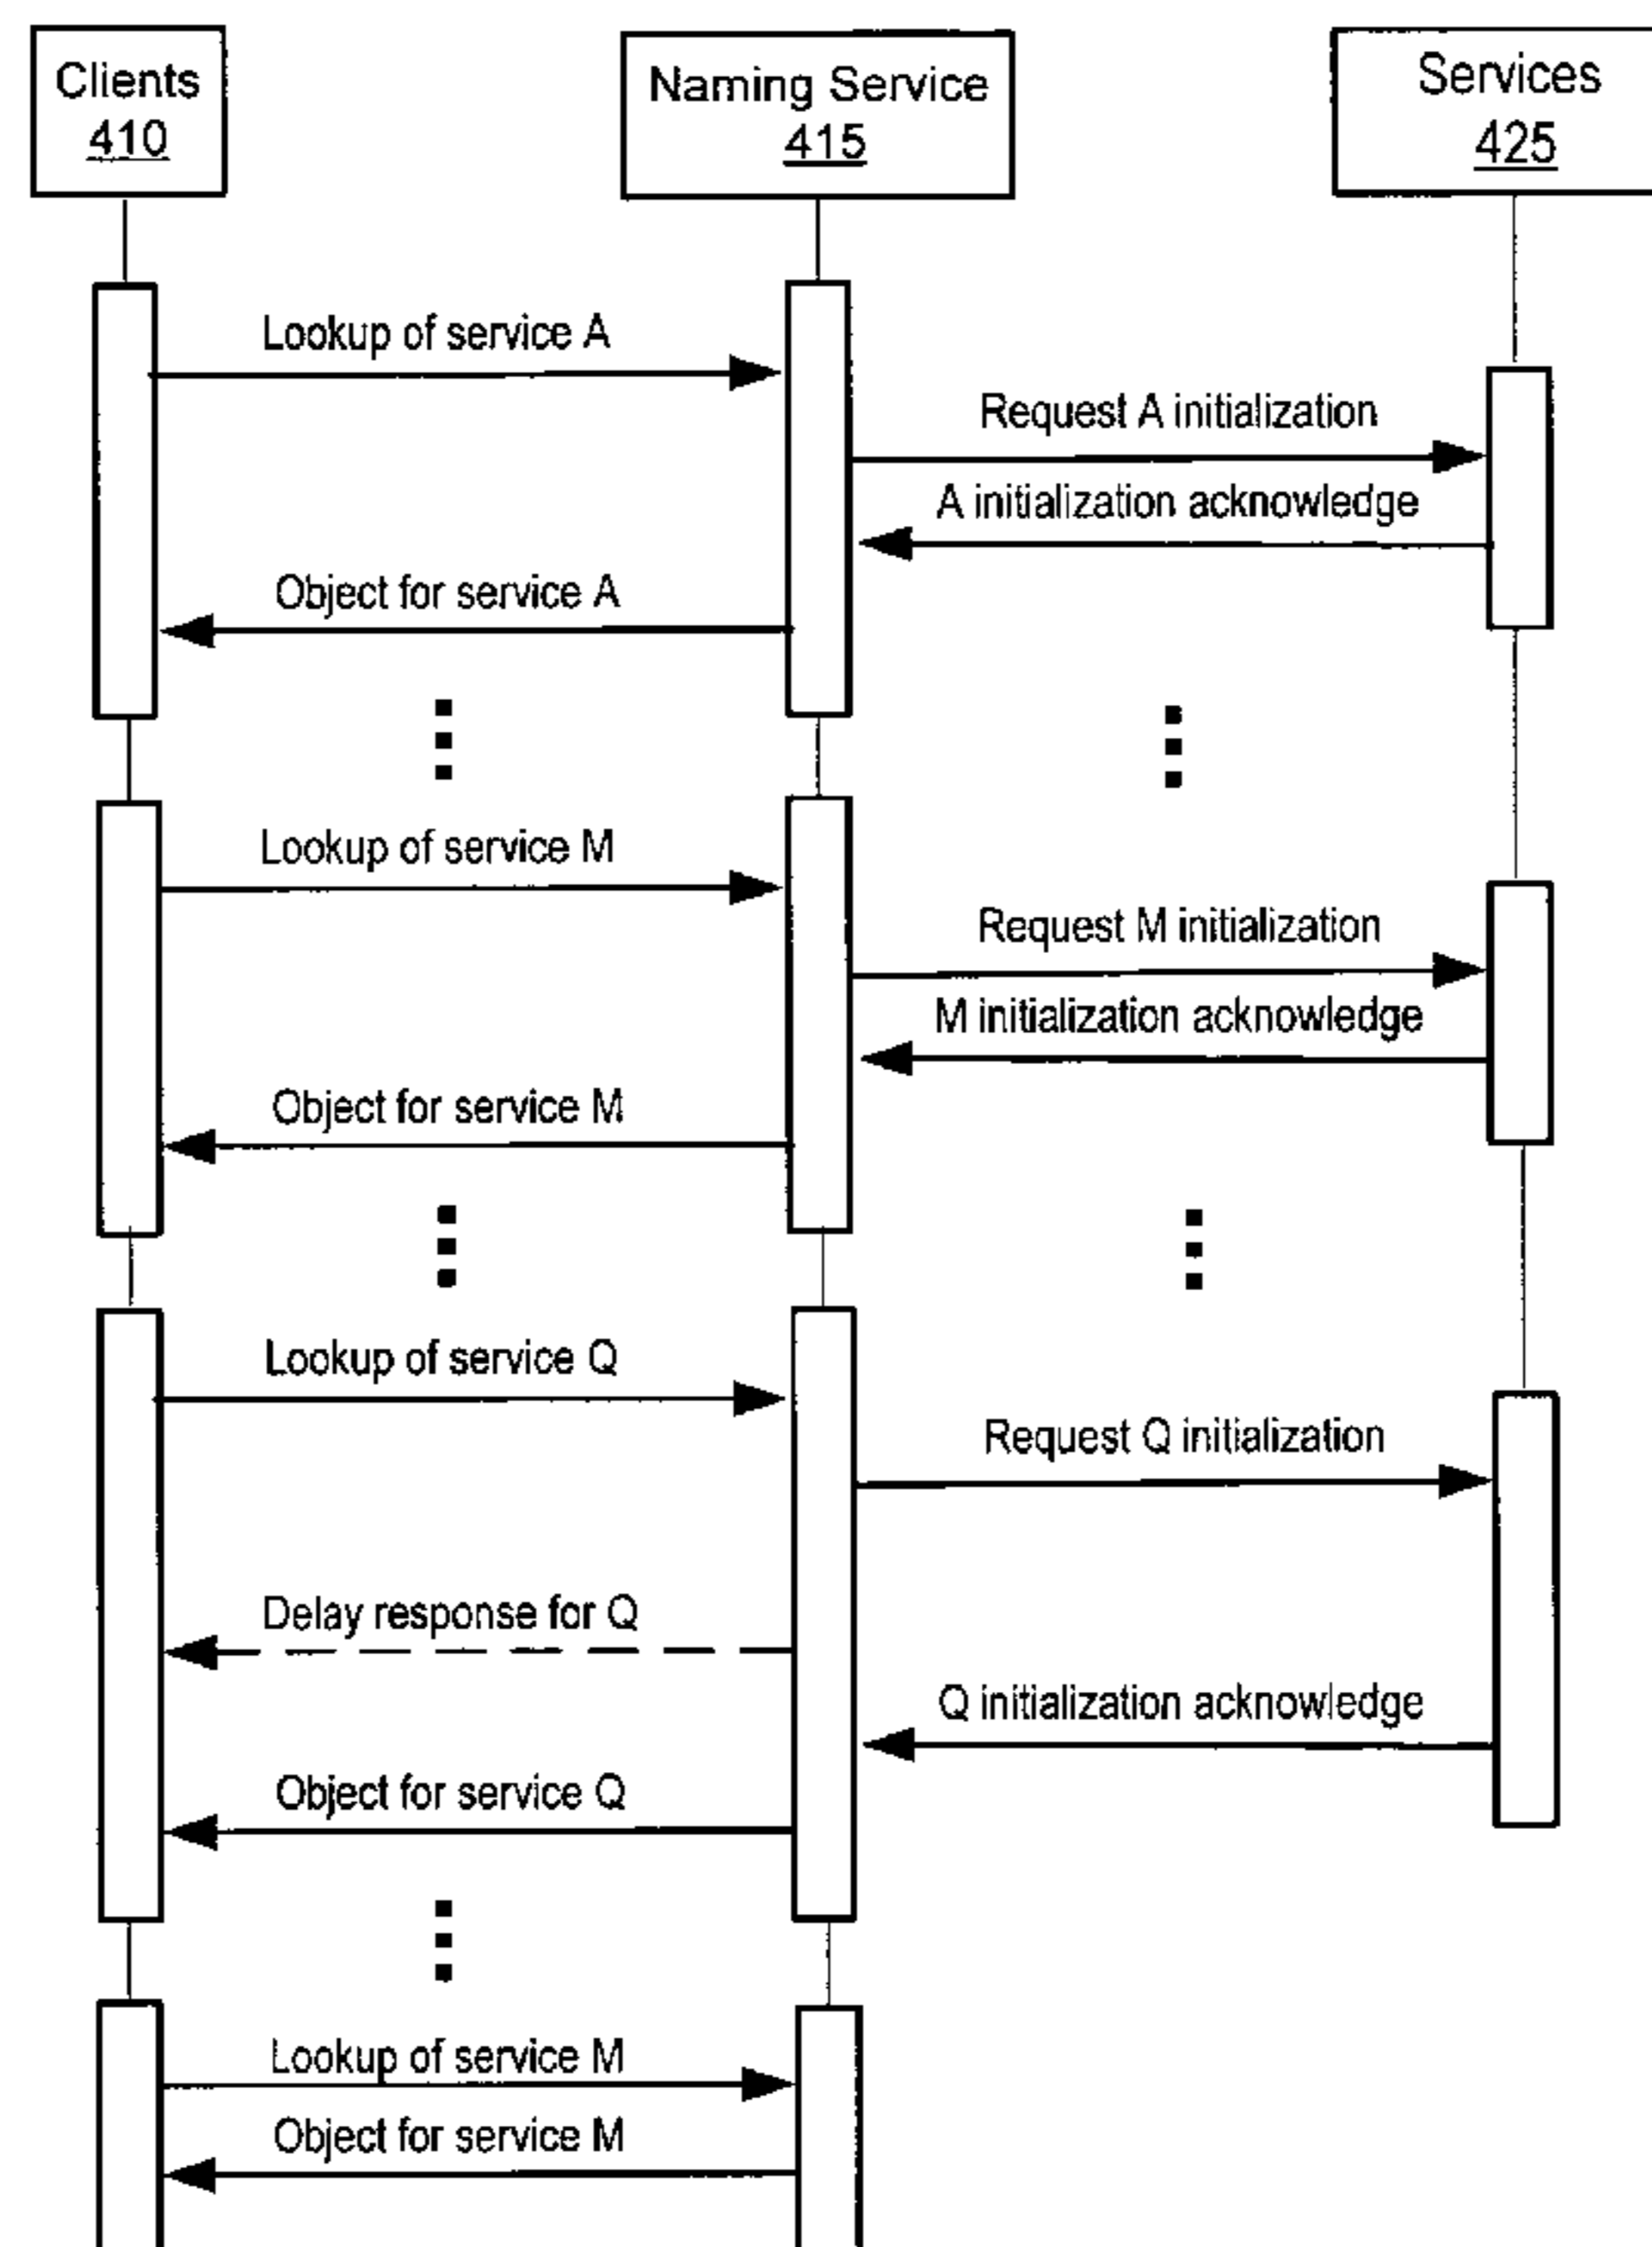 Clients
410
Naming Service
415
Services
425
Lookup of service A
Request A initialization
A initialization acknowledge
Object for service A
Lookup of service M
Request M initialization
M initialization acknowledge
Object for service M
Lookup of service Q
Request Q initialization
Delay response for Q
Q initialization acknowledge
Object for service Q
Lookup of service M
Object for service M